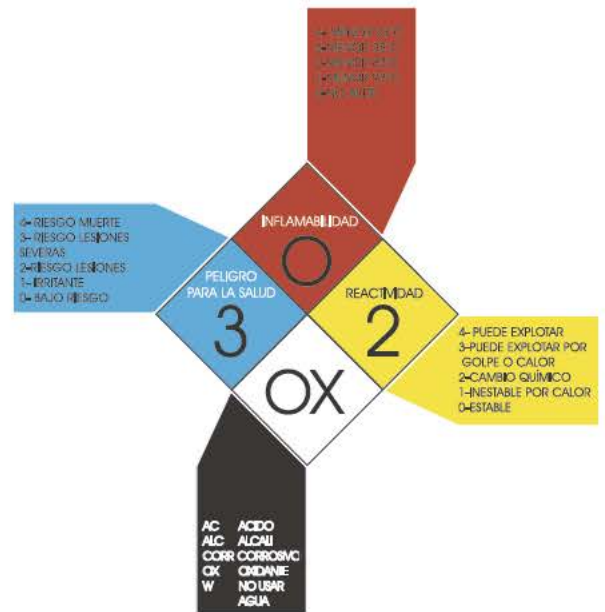 INFLAMABILIDAD
0
4- RIESGO MUERTE
3- RIESGO LESIONES
SEVERAS
2-RIESGO LESIONES
1- IRRITANTE
0- BAJO RIESGO
PELIGRO
PARA LA SALUD
3
REACTIVIDAD
2
4- PUEDE EXPLOTAR
3-PUEDE EXPLOTAR POR
GOLPE O CALOR
2-CAMBIO QUÍMICO
1-INESTABLE POR CALOR
0-ESTABLE
OX
AC ACIDO
ALC ALCALI
CORR CORROSIVO
OX OXIDANTE
W NO USAR
AGUA